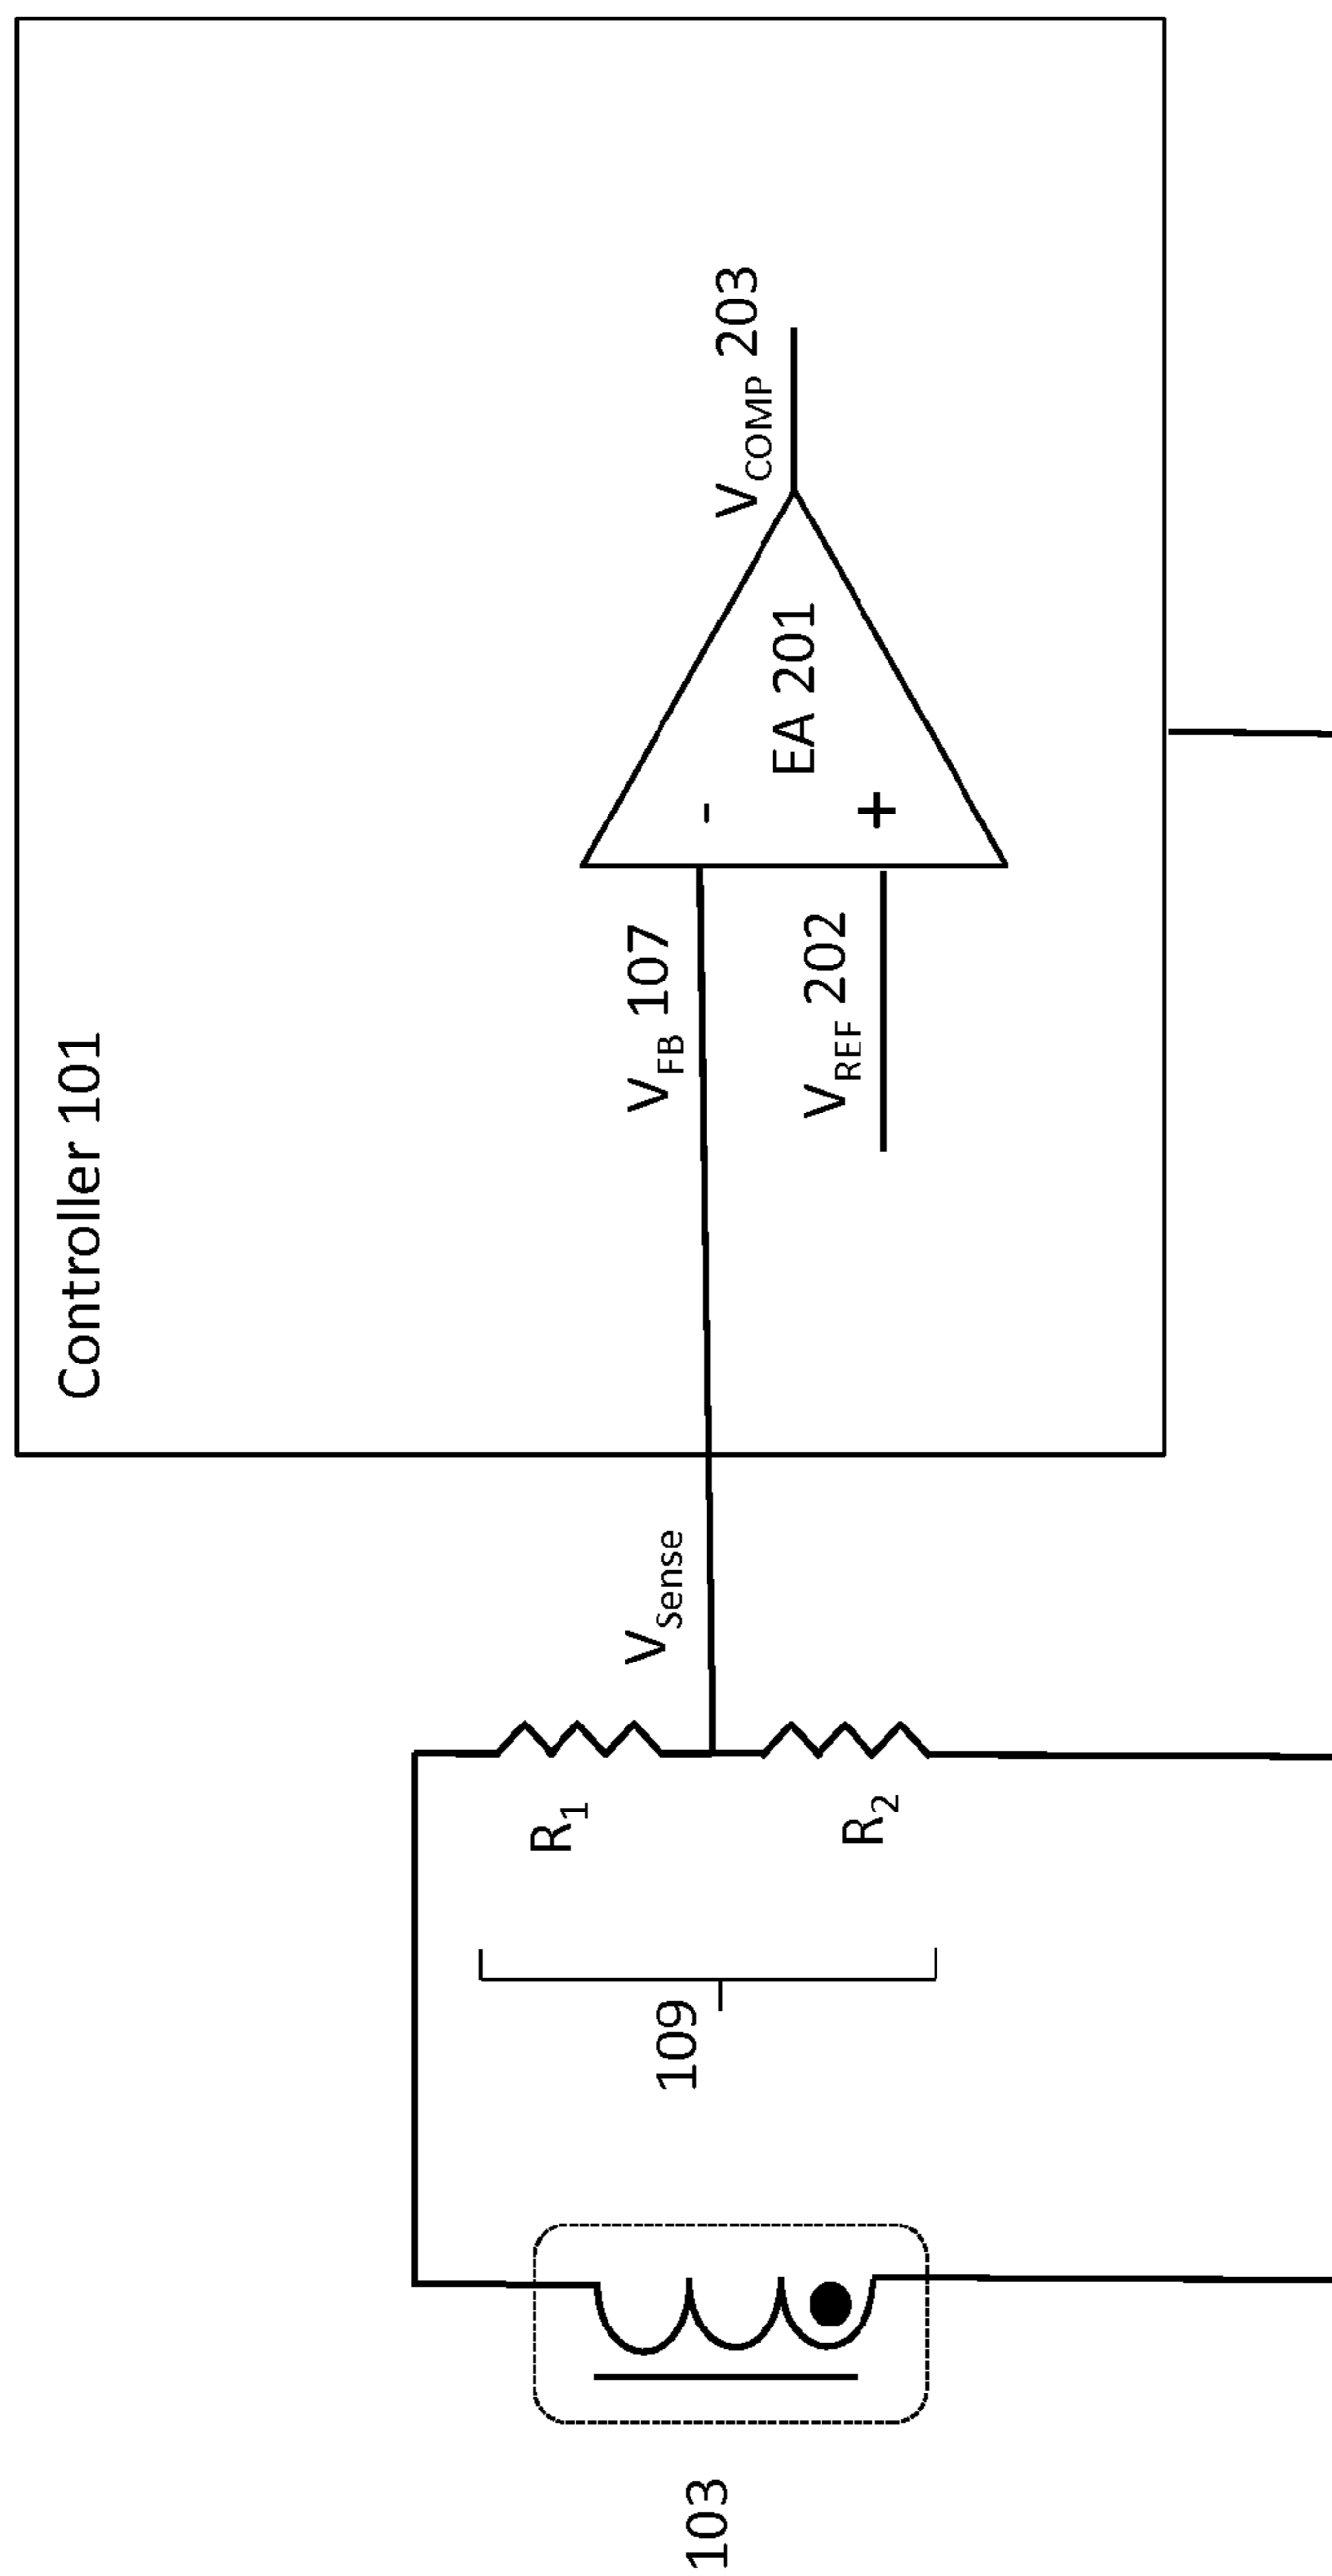 Controller 101
V_COMP 203
EA 201
-
+
V_FB 107
V_REF 202
V_Sense
R_1
R_2
109
103